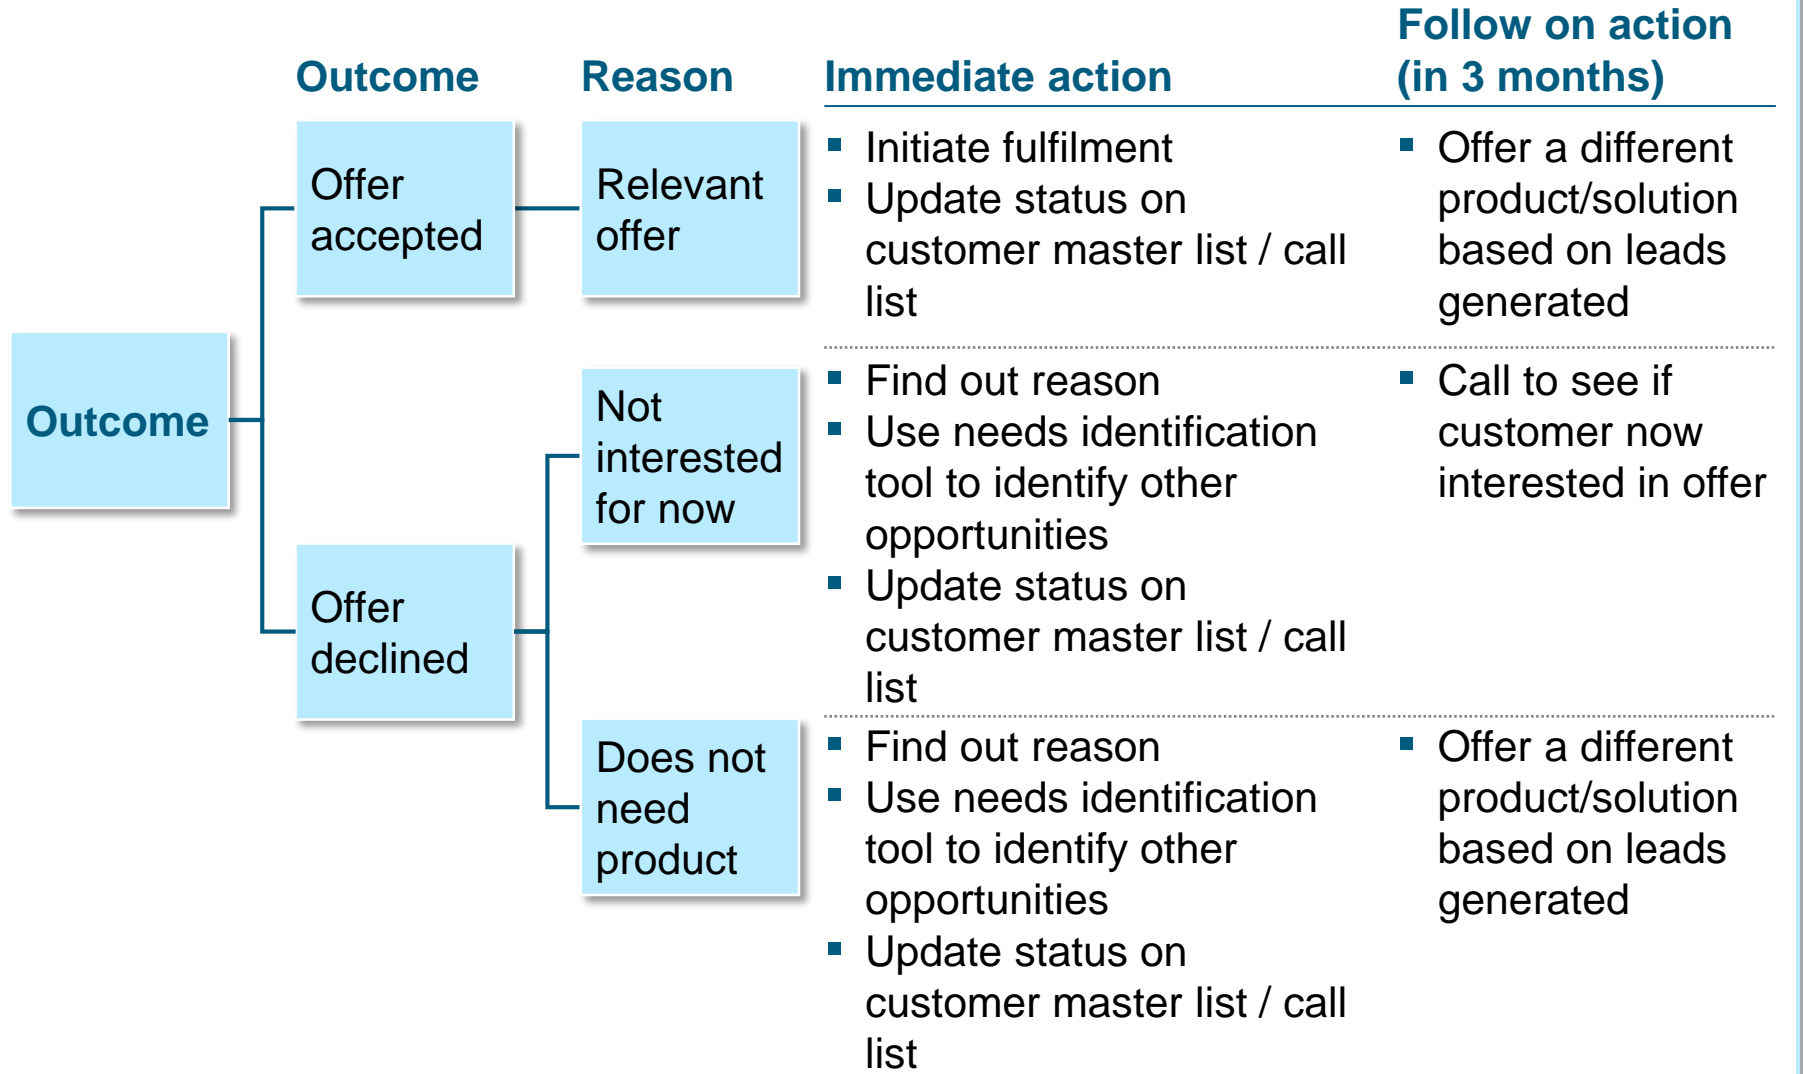 Outcome
Reason
Immediate action
Follow on action
(in 3 months)
Outcome
Offer
accepted
Relevant
offer
▪ Initiate fulfilment
▪ Update status on
customer master list / call
list
▪ Offer a different
product/solution
based on leads
generated
Offer
declined
Not
interested
for now
▪ Find out reason
▪ Use needs identification
tool to identify other
opportunities
▪ Update status on
customer master list / call
list
▪ Call to see if
customer now
interested in offer
Does not
need
product
▪ Find out reason
▪ Use needs identification
tool to identify other
opportunities
▪ Update status on
customer master list / call
list
▪ Offer a different
product/solution
based on leads
generated